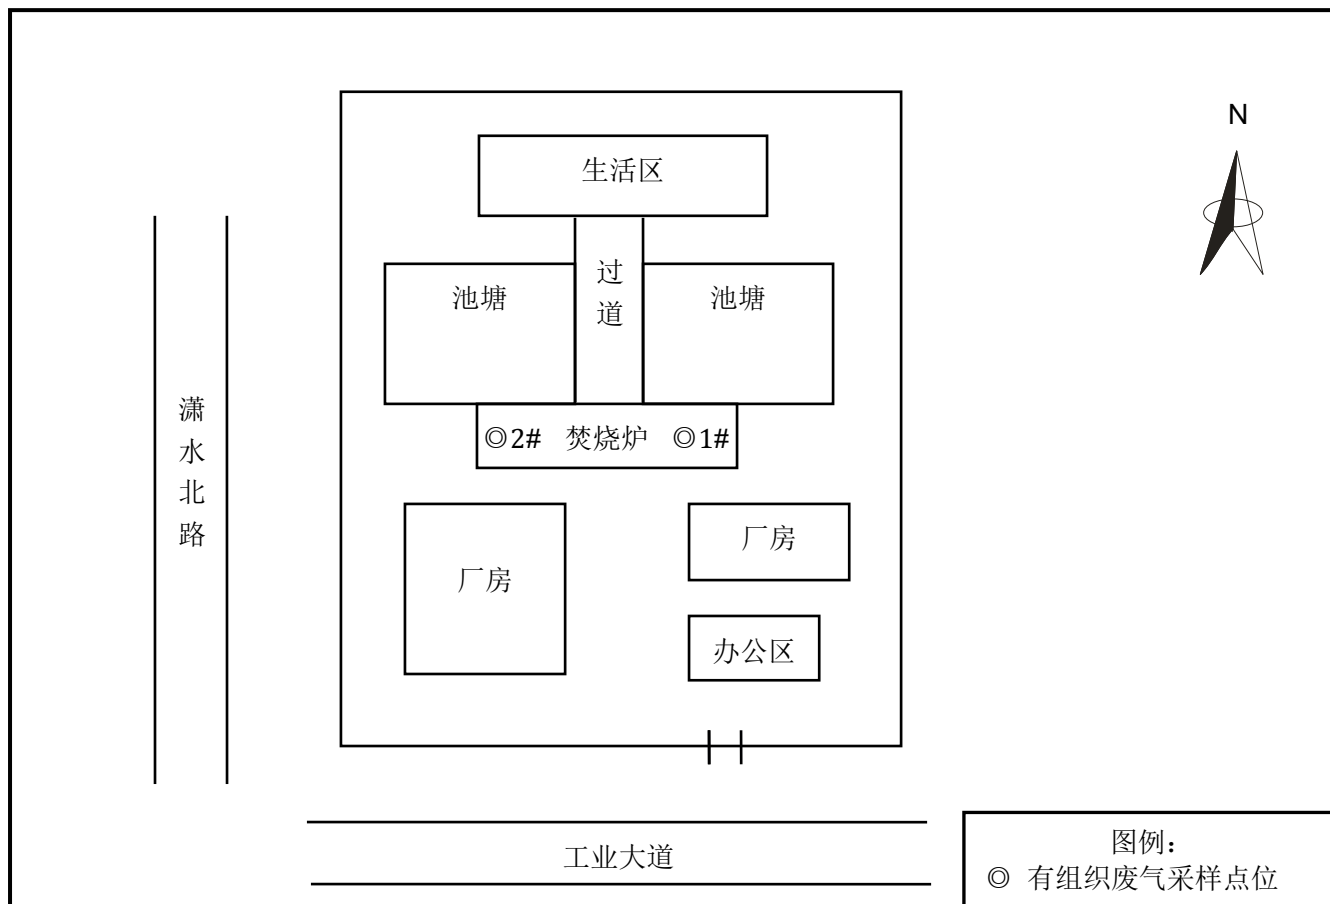 N
生活区
过道
池塘
池塘
◎2# 焚烧炉 ◎1#
潇水北路
厂房
厂房
办公区
工业大道
图例：
◎ 有组织废气采样点位